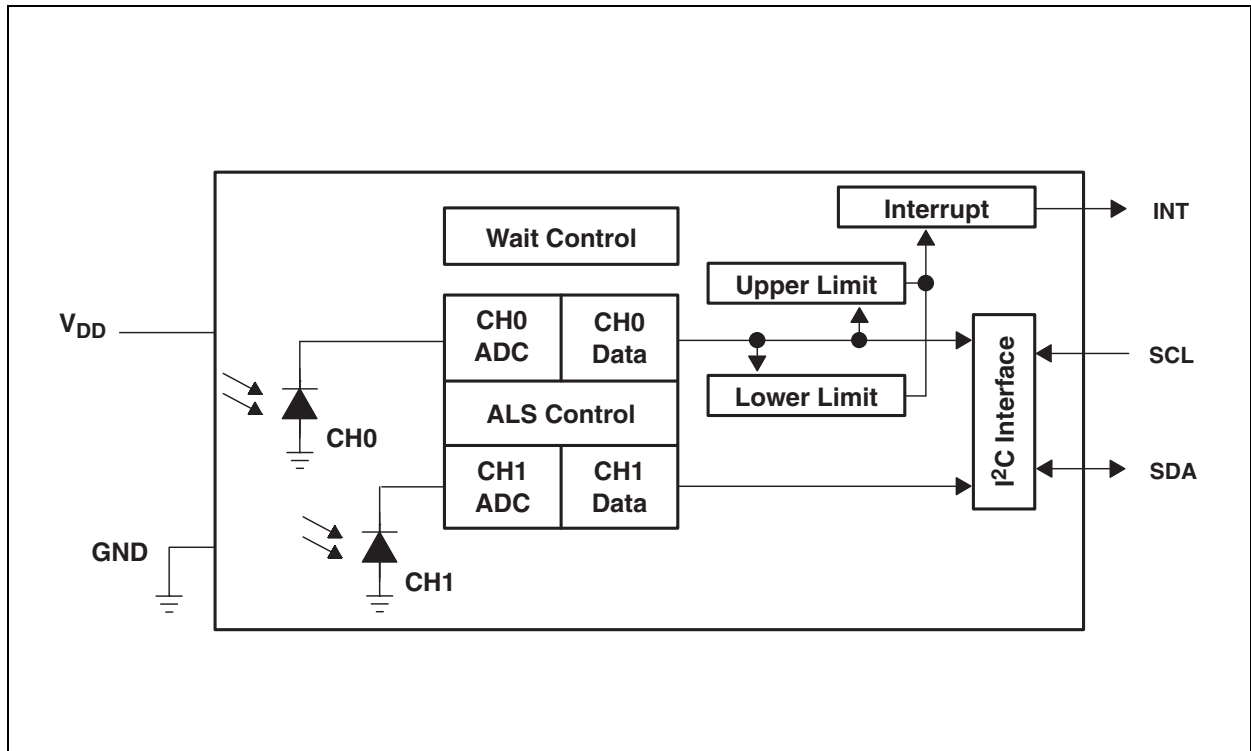 Interrupt
INT
Wait Control
Upper Limit
V_DD
CH0
ADC
CH0
Data
SCL
Lower Limit
ALS Control
CH0
I²C Interface
CH1
ADC
CH1
Data
SDA
GND
CH1